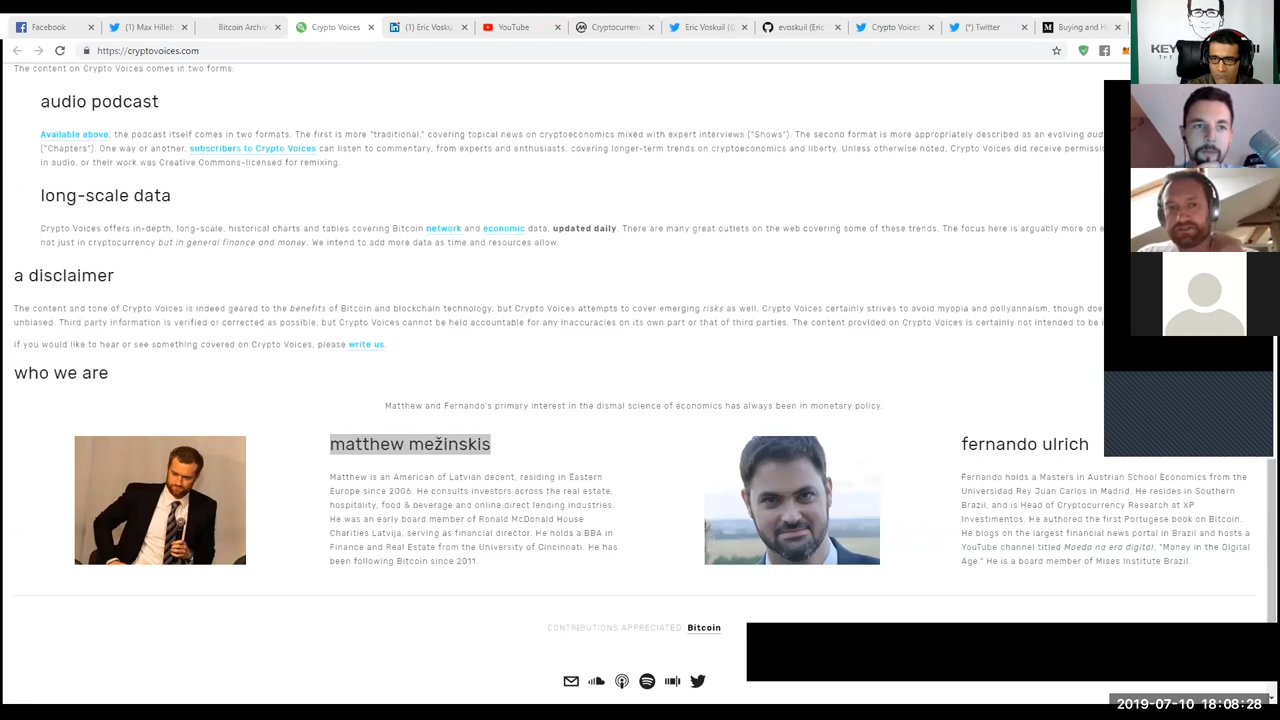 Facebook
(1) Max Hilleb
Bitcoin Archiv
Crypto Voices
(1) Eric Vosku
YouTube
Cryptocurrenc
Eric Voskuil (@
evoskuil (Eric
Crypto Voices
(*) Twitter
Buying and H
https://cryptovoices.com
The content on Crypto Voices comes in two forms:
audio podcast
Available above, the podcast itself comes in two formats. The first is more "traditional," covering topical news on cryptoeconomics mixed with expert interviews ("Shows"). The second format is more appropriately described as an evolving aud
("Chapters"). One way or another, subscribers to Crypto Voices can listen to commentary, from experts and enthusiasts, covering longer-term trends on cryptoeconomics and liberty. Unless otherwise noted, Crypto Voices did receive permissi
in audio, or their work was Creative Commons-licensed for remixing.
long-scale data
Crypto Voices offers in-depth, long-scale, historical charts and tables covering Bitcoin network and economic data, updated daily. There are many great outlets on the web covering some of these trends. The focus here is arguably more on e
not just in cryptocurrency but in general finance and money. We intend to add more data as time and resources allow.
a disclaimer
The content and tone of Crypto Voices is indeed geared to the benefits of Bitcoin and blockchain technology, but Crypto Voices attempts to cover emerging risks as well. Crypto Voices certainly strives to avoid myopia and pollyannaism, though doe
unbiased. Third party information is verified or corrected as possible, but Crypto Voices cannot be held accountable for any inaccuracies on its own part or that of third parties. The content provided on Crypto Voices is certainly not intended to be i
If you would like to hear or see something covered on Crypto Voices, please write us.
who we are
Matthew and Fernando's primary interest in the dismal science of economics has always been in monetary policy.
matthew mežinskis
Matthew is an American of Latvian decent, residing in Eastern
Europe since 2006. He consults investors across the real estate,
hospitality, food & beverage and online direct lending industries.
He was an early board member of Ronald McDonald House
Charities Latvija, serving as financial director. He holds a BBA in
Finance and Real Estate from the University of Cincinnati. He has
been following Bitcoin since 2011.
fernando ulrich
Fernando holds a Masters in Austrian School Economics from the
Universidad Rey Juan Carlos in Madrid. He resides in Southern
Brazil, and is Head of Cryptocurrency Research at XP
Investimentos. He authored the first Portugese book on Bitcoin.
He blogs on the largest financial news portal in Brazil and hosts a
YouTube channel titled Moeda na era digital, "Money in the Digital
Age." He is a board member of Mises Institute Brazil.
CONTRIBUTIONS APPRECIATED: Bitcoin
2019-07-10 18:08:28